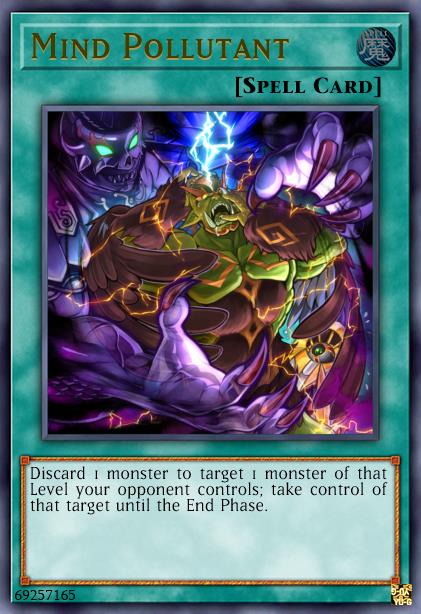 Mind Pollutant
魔
[Spell Card]
Discard 1 monster to target 1 monster of that
Level your opponent controls; take control of
that target until the End Phase.
69257165